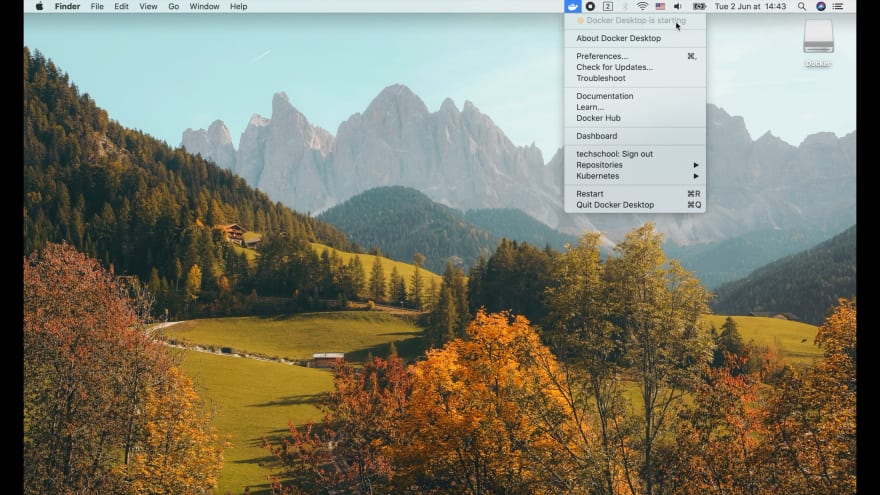 Finder File Edit View Go Window Help
2
Tue 2 Jun at 14:43
Docker Desktop is starting
About Docker Desktop
Preferences... ⌘,
Check for Updates...
Troubleshoot
Documentation
Learn...
Docker Hub
Dashboard
techschool: Sign out
Repositories
Kubernetes
Restart ⌘R
Quit Docker Desktop ⌘Q
Docker